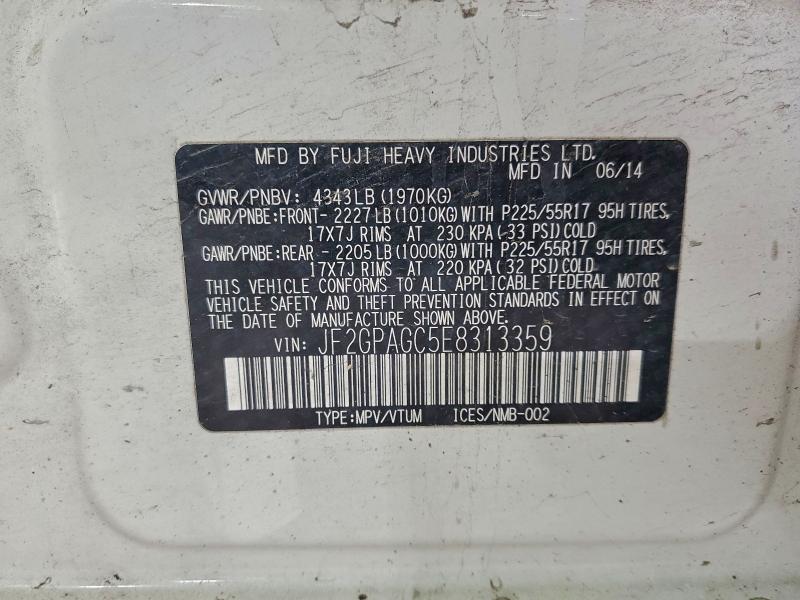 MFD BY FUJI HEAVY INDUSTRIES LTD.
MFD IN 06/14
GVWR/PNBV: 4343LB (1970KG)
GAWR/PNBE:FRONT- 2227LB (1010KG) WITH P225/55R17 95H TIRES,
17X7J RIMS AT 230 KPA (33 PSI) COLD
GAWR/PNBE:REAR - 2205LB (1000KG) WITH P225/55R17 95H TIRES,
17X7J RIMS AT 220 KPA (32 PSI) COLD
THIS VEHICLE CONFORMS TO ALL APPLICABLE FEDERAL MOTOR
VEHICLE SAFETY AND THEFT PREVENTION STANDARDS IN EFFECT ON
THE DATE OF MANUFACTURE SHOWN ABOVE.
VIN: JF2GPAGC5E8313359
TYPE:MPV/VTUM ICES/NMB-002